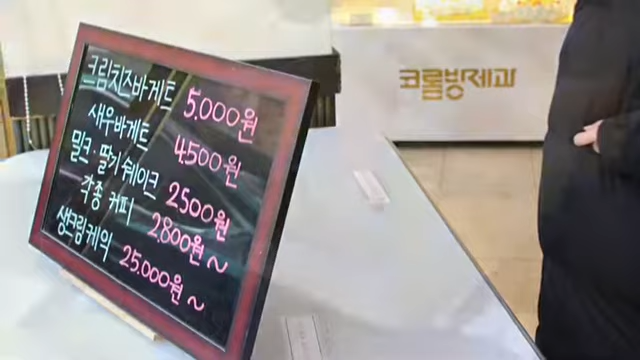 크림치즈바게트 5.000원
새우바게트 4.500원
밀크·딸기쉐이크 2500원
각종 커피 2.800원~
생크림케익 25.000원~
코롬방제과